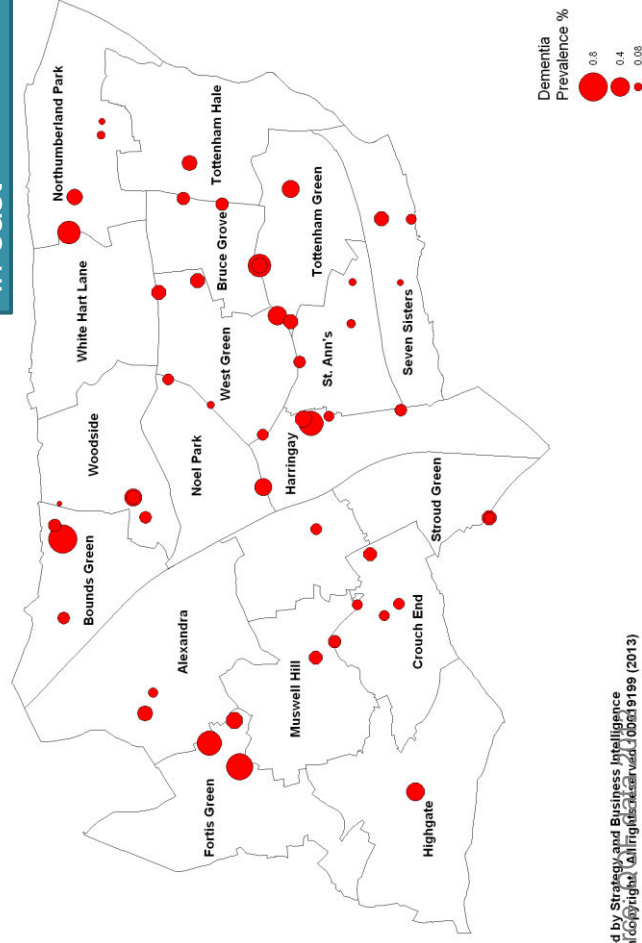 in east
Northumberland Park
White Hart Lane
Tottenham Hale
Woodside
Bounds Green
Bruce Grove
West Green
Noel Park
Alexandra
Tottenham Green
Fortis Green
St. Ann's
Harringay
Muswell Hill
Seven Sisters
Stroud Green
Crouch End
Highgate
Dementia
Prevalence %
0.8
0.4
0.08
d by Strategy and Business Intelligence
copyright. All rights reserved 100019199 (2013)